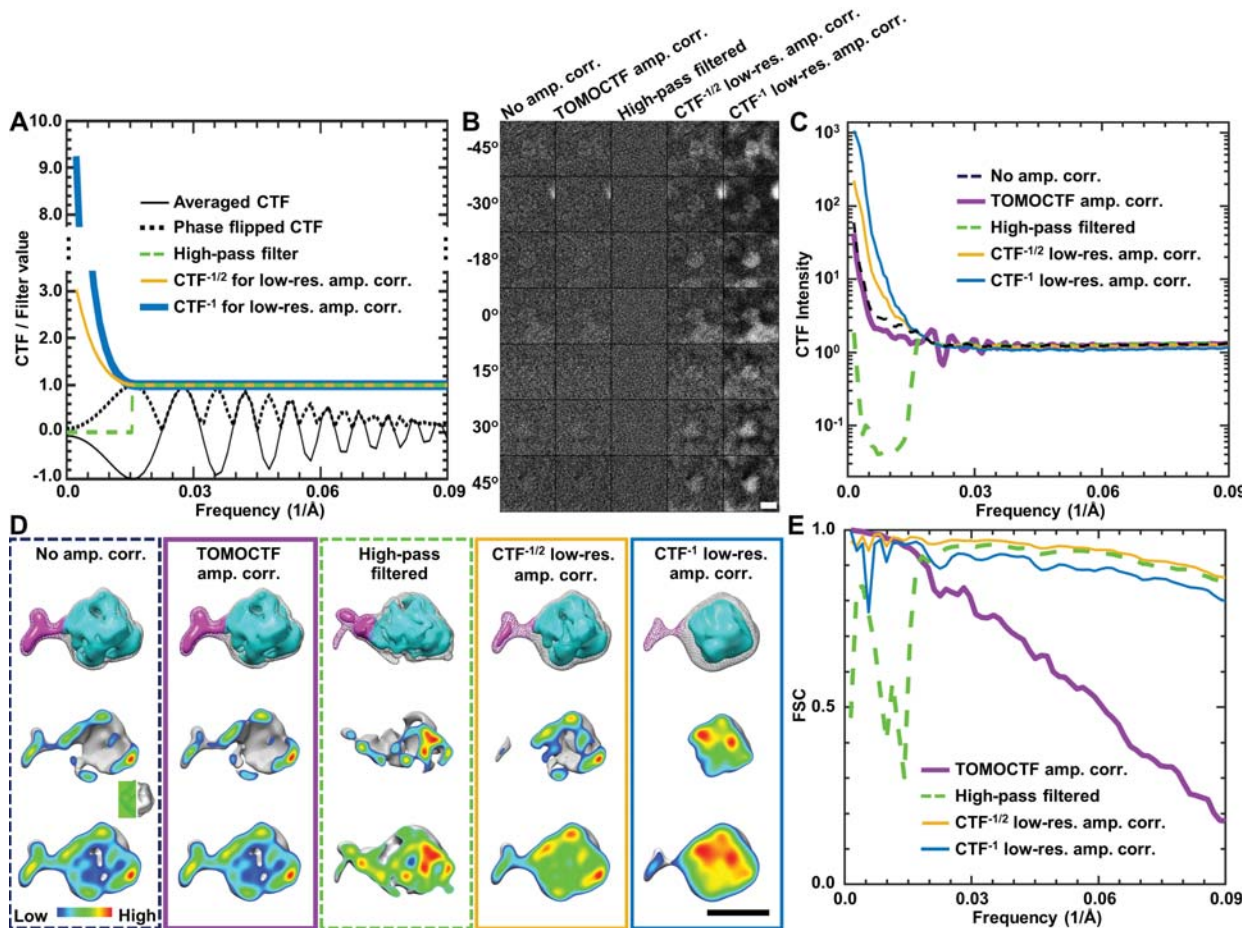 A
10.0
9.0
8.0
3.0
2.0
1.0
0.0
-1.0
CTF / Filter value
Averaged CTF
Phase flipped CTF
High-pass filter
CTF-1/2 for low-res. amp. corr.
CTF-1 for low-res. amp. corr.
0.0 0.03 0.06 0.09
Frequency (1/Å)
B
No amp. corr.
TOMOCTF amp. corr.
High-pass filtered
CTF-1/2 low-res. amp. corr.
CTF-1 low-res. amp. corr.
-45o
-30o
-18o
0o
15o
30o
45o
C
103
102
101
100
10-1
CTF Intensity
No amp. corr.
TOMOCTF amp. corr.
High-pass filtered
CTF-1/2 low-res. amp. corr.
CTF-1 low-res. amp. corr.
0.0 0.03 0.06 0.09
Frequency (1/Å)
D
No amp. corr.
TOMOCTF
amp. corr.
High-pass
filtered
CTF-1/2 low-res.
amp. corr.
CTF-1 low-res.
amp. corr.
Low High
E
1.0
0.5
0.0
FSC
TOMOCTF amp. corr.
High-pass filtered
CTF-1/2 low-res. amp. corr.
CTF-1 low-res. amp. corr.
0.0 0.03 0.06 0.09
Frequency (1/Å)